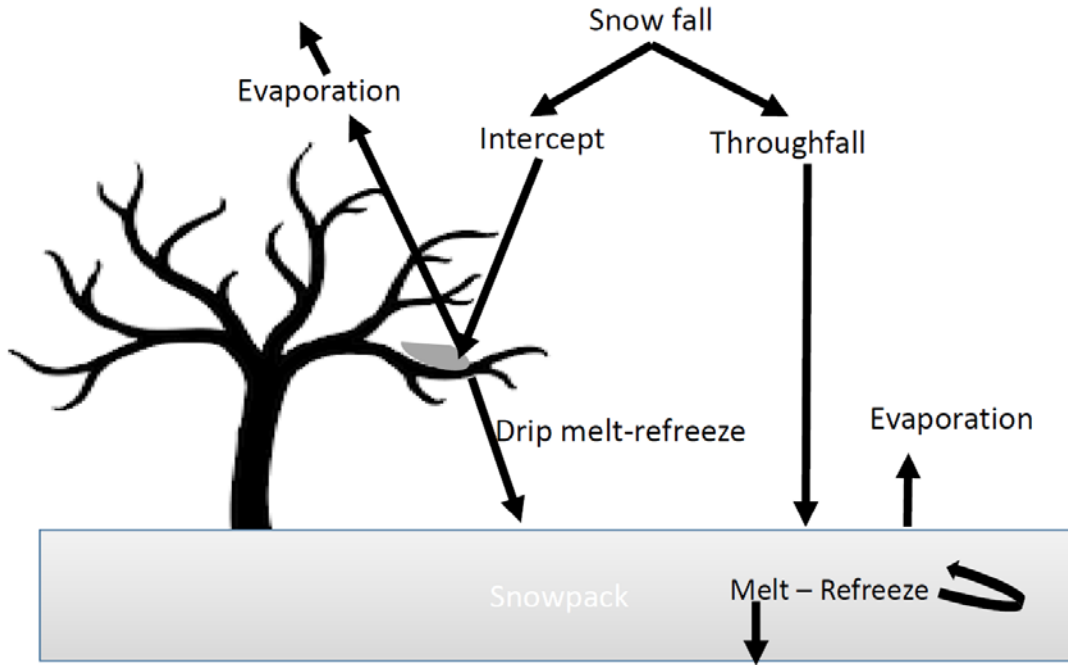 Snow fall
Evaporation
Intercept
Throughfall
Drip melt-refreeze
Evaporation
Snowpack
Melt – Refreeze